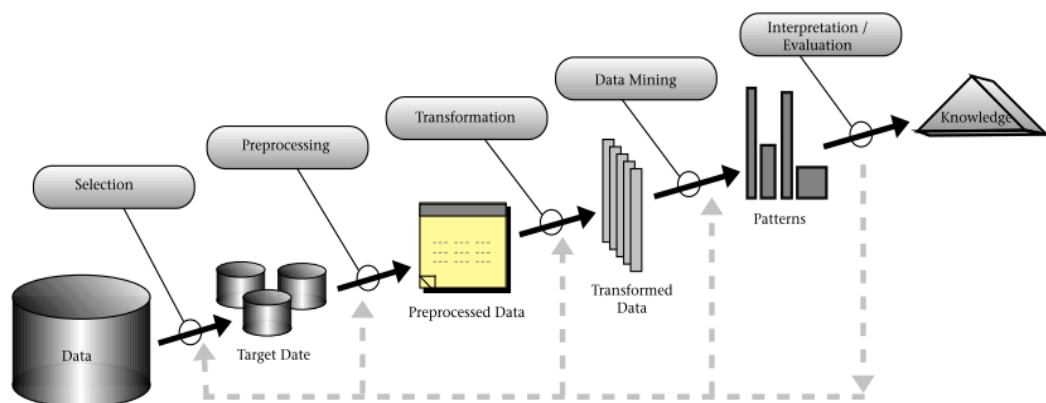 Interpretation /
Evaluation
Data Mining
Transformation
Preprocessing
Selection
Data
Target Date
Preprocessed Data
Transformed
Data
Patterns
Knowledge